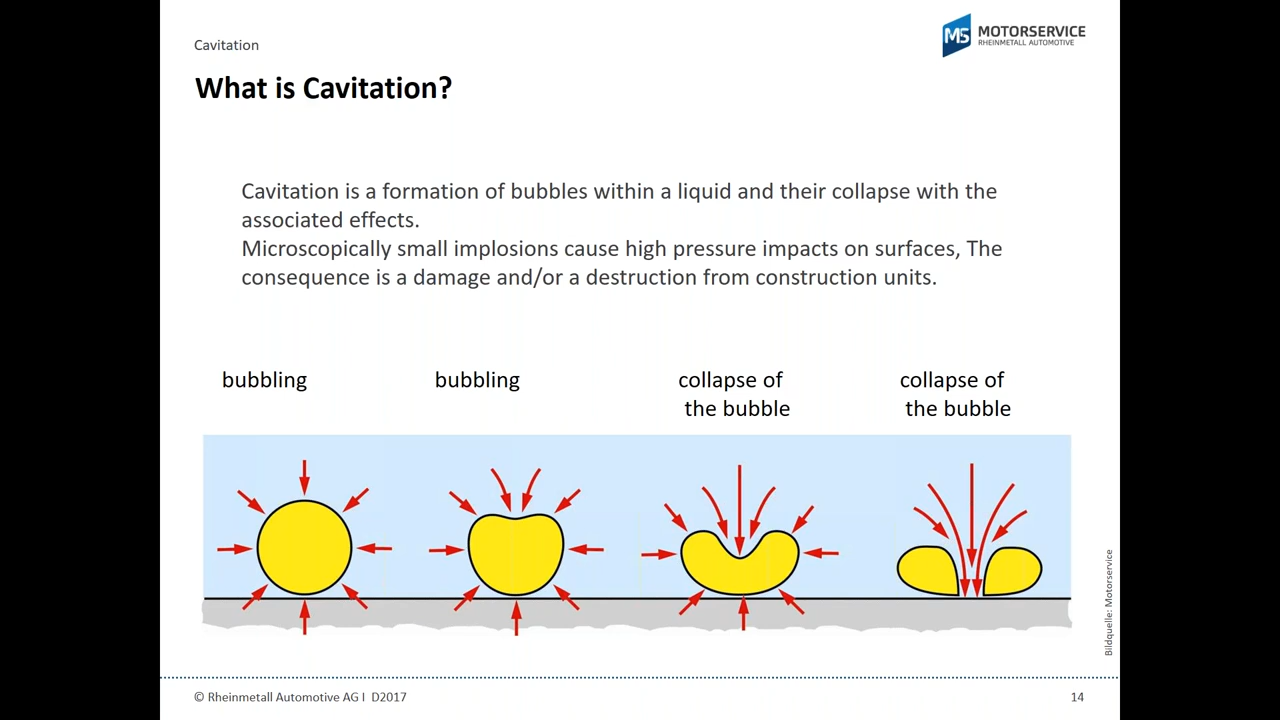 Cavitation
MS MOTORSERVICE
RHEINMETALL AUTOMOTIVE
What is Cavitation?
Cavitation is a formation of bubbles within a liquid and their collapse with the
associated effects.
Microscopically small implosions cause high pressure impacts on surfaces, The
consequence is a damage and/or a destruction from construction units.
bubbling
bubbling
collapse of
the bubble
collapse of
the bubble
Bildquelle: Motorservice
© Rheinmetall Automotive AG I D2017
14